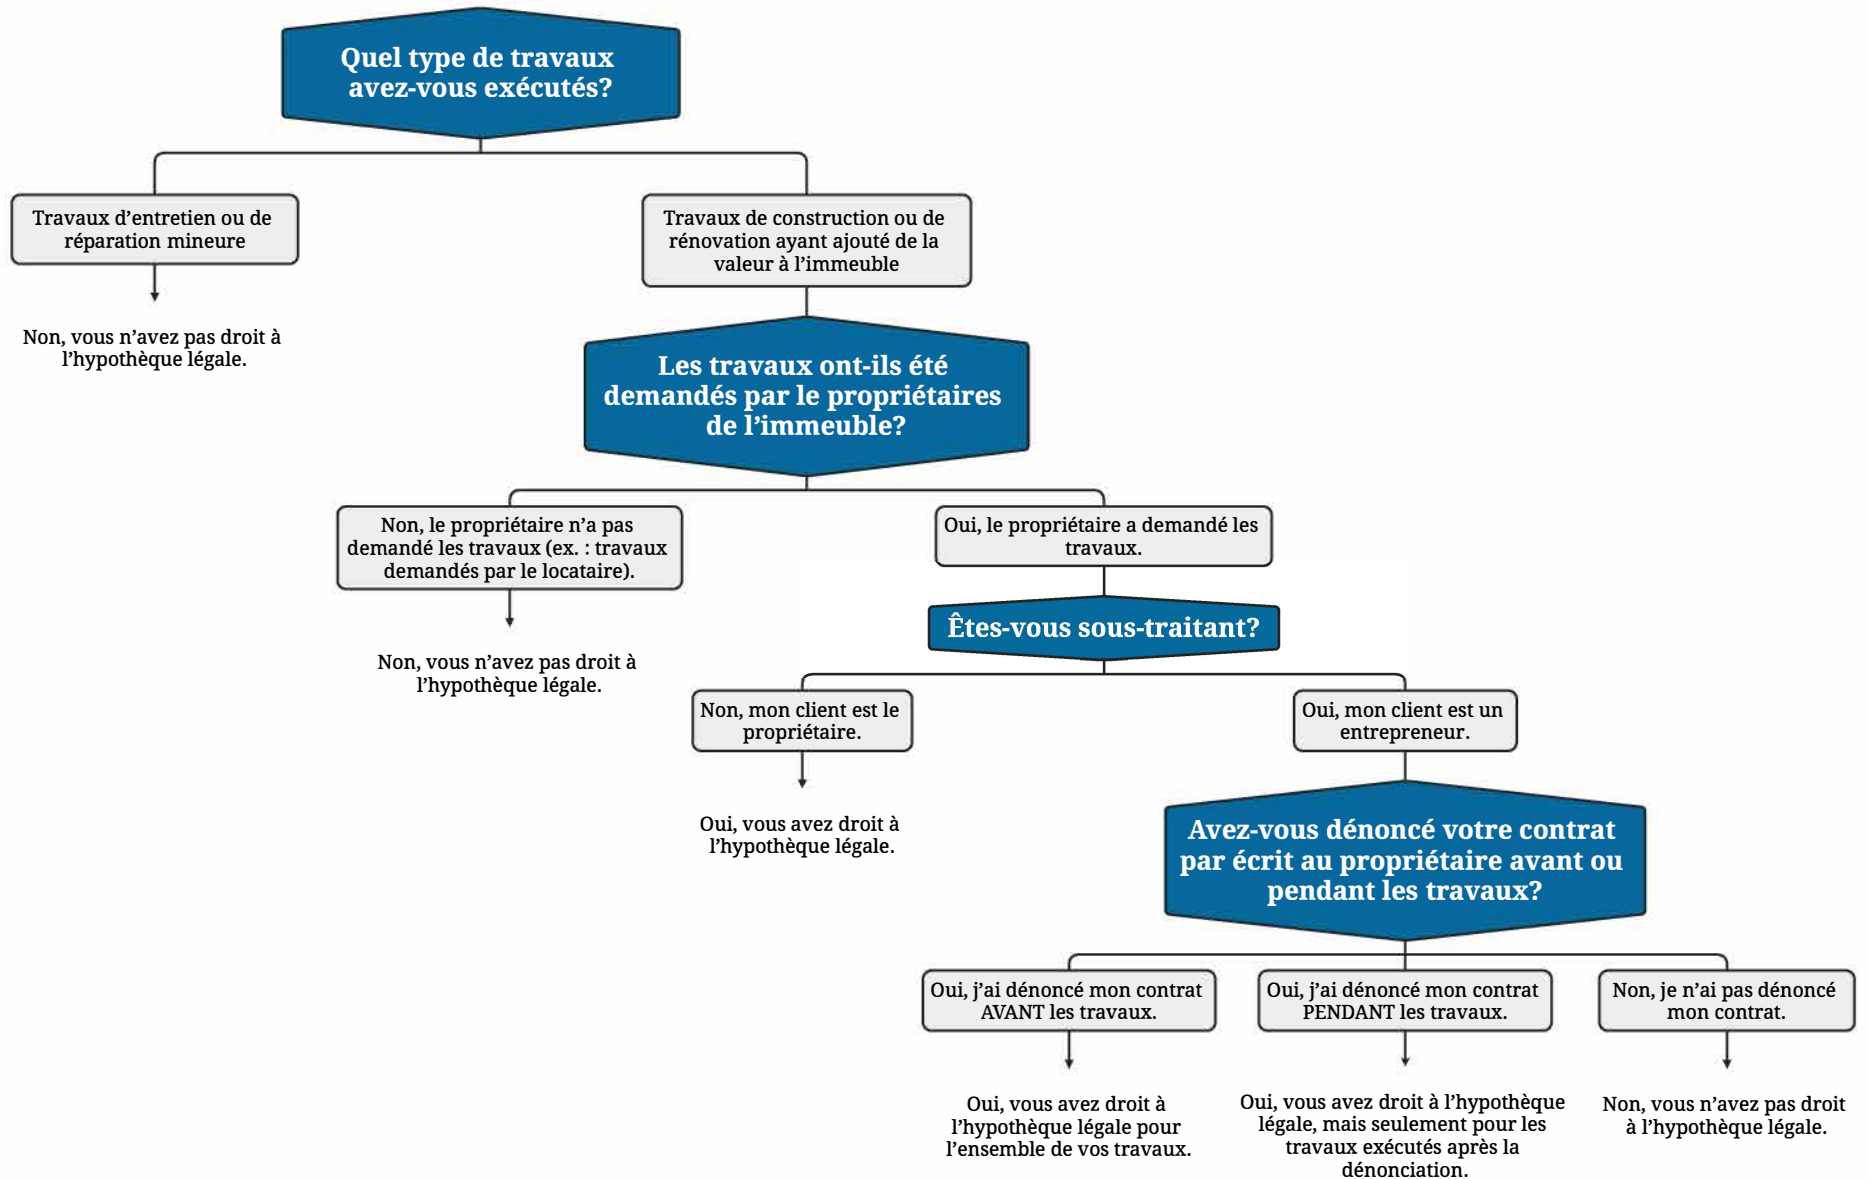 Quel type de travaux
avez-vous exécutés?
Travaux d'entretien ou de
réparation mineure
Travaux de construction ou de
rénovation ayant ajouté de la
valeur à l'immeuble
Non, vous n'avez pas droit à
l'hypothèque légale.
Les travaux ont-ils été
demandés par le propriétaires
de l'immeuble?
Non, le propriétaire n'a pas
demandé les travaux (ex. : travaux
demandés par le locataire).
Oui, le propriétaire a demandé les
travaux.
Non, vous n'avez pas droit à
l'hypothèque légale.
Êtes-vous sous-traitant?
Non, mon client est le
propriétaire.
Oui, mon client est un
entrepreneur.
Oui, vous avez droit à
l'hypothèque légale.
Avez-vous dénoncé votre contrat
par écrit au propriétaire avant ou
pendant les travaux?
Oui, j'ai dénoncé mon contrat
AVANT les travaux.
Oui, j'ai dénoncé mon contrat
PENDANT les travaux.
Non, je n'ai pas dénoncé
mon contrat.
Oui, vous avez droit à
l'hypothèque légale pour
l'ensemble de vos travaux.
Oui, vous avez droit à l'hypothèque
légale, mais seulement pour les
travaux exécutés après la
dénonciation.
Non, vous n'avez pas droit
à l'hypothèque légale.